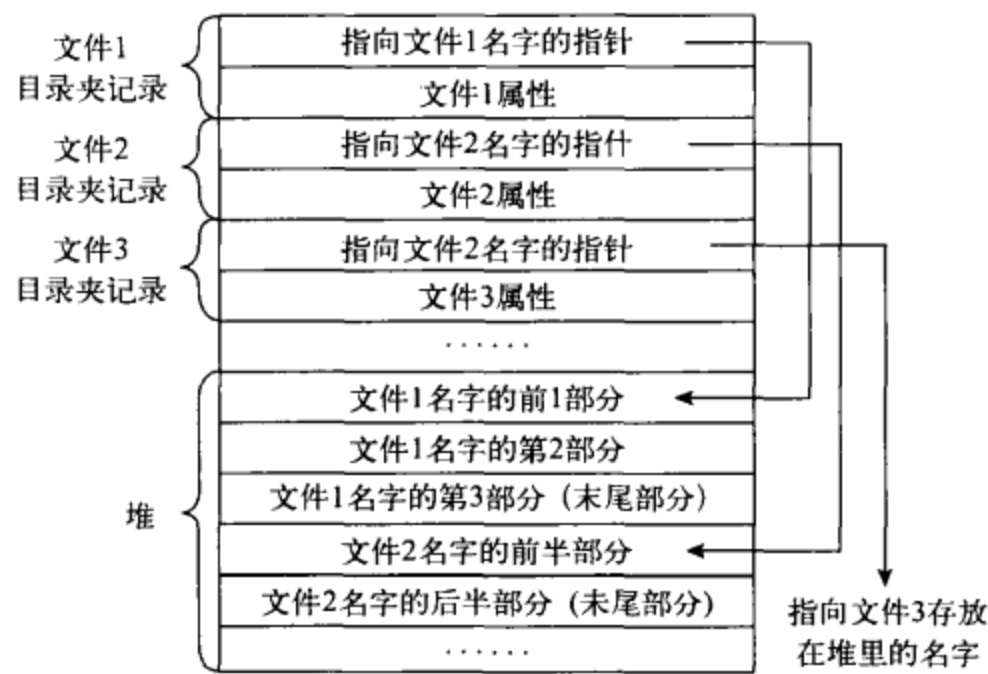 文件1
目录夹记录
指向文件1名字的指针
文件1属性
文件2
目录夹记录
指向文件2名字的指什
文件2属性
文件3
目录夹记录
指向文件2名字的指针
文件3属性
······
堆
文件1名字的前1部分
文件1名字的第2部分
文件1名字的第3部分（末尾部分）
文件2名字的前半部分
文件2名字的后半部分 (未尾部分)
······
指向文件3存放
在堆里的名字